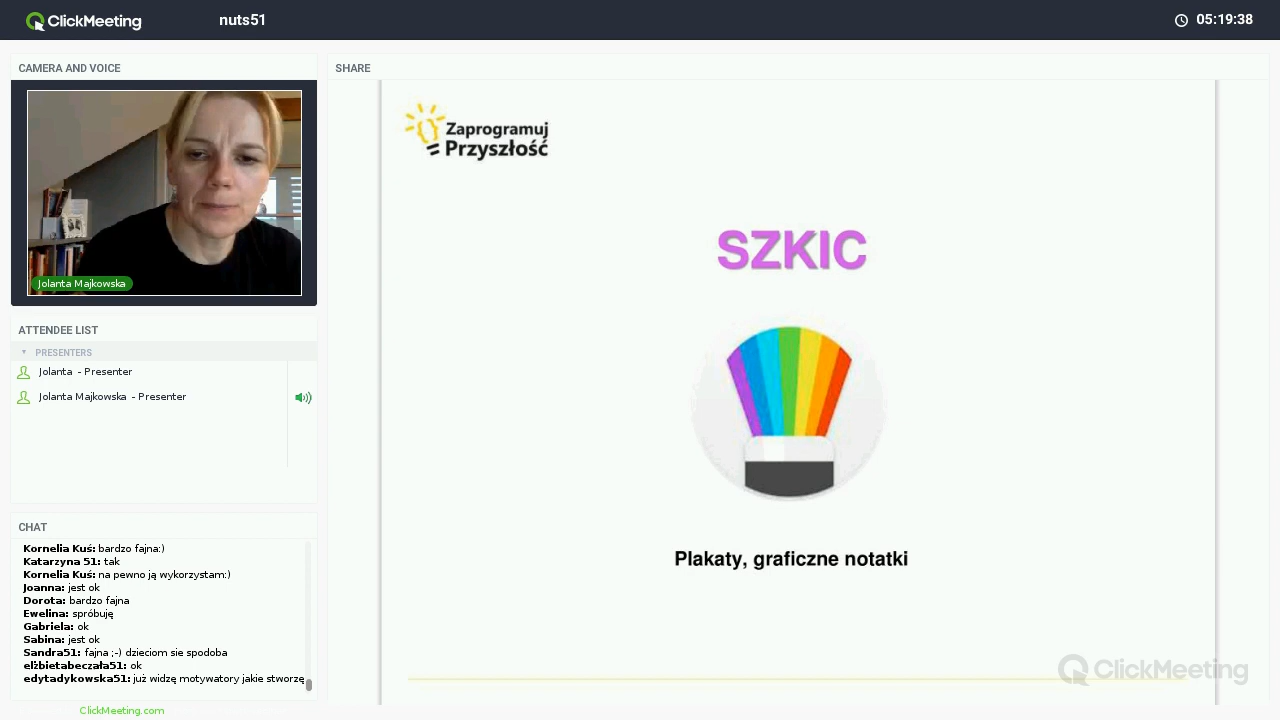 ClickMeeting
nuts51
05:19:38
CAMERA AND VOICE
Jolanta Majkowska
ATTENDEE LIST
PRESENTERS
Jolanta - Presenter
Jolanta Majkowska - Presenter
CHAT
Kornelia Kuś: bardzo fajna:)
Katarzyna 51: tak
Kornelia Kuś: na pewno ją wykorzystam:)
Joanna: jest ok
Dorota: bardzo fajna
Ewelina: spróbuję
Gabriela: ok
Sabina: jest ok
Sandra51: fajna ;-) dzieciom sie spodoba
elżbietabeczała51: ok
edytadykowska51: już widzę motywatory jakie stworzę
ClickMeeting.com
SHARE
Zaprogramuj
Przyszłość
SZKIC
Plakaty, graficzne notatki
ClickMeeting